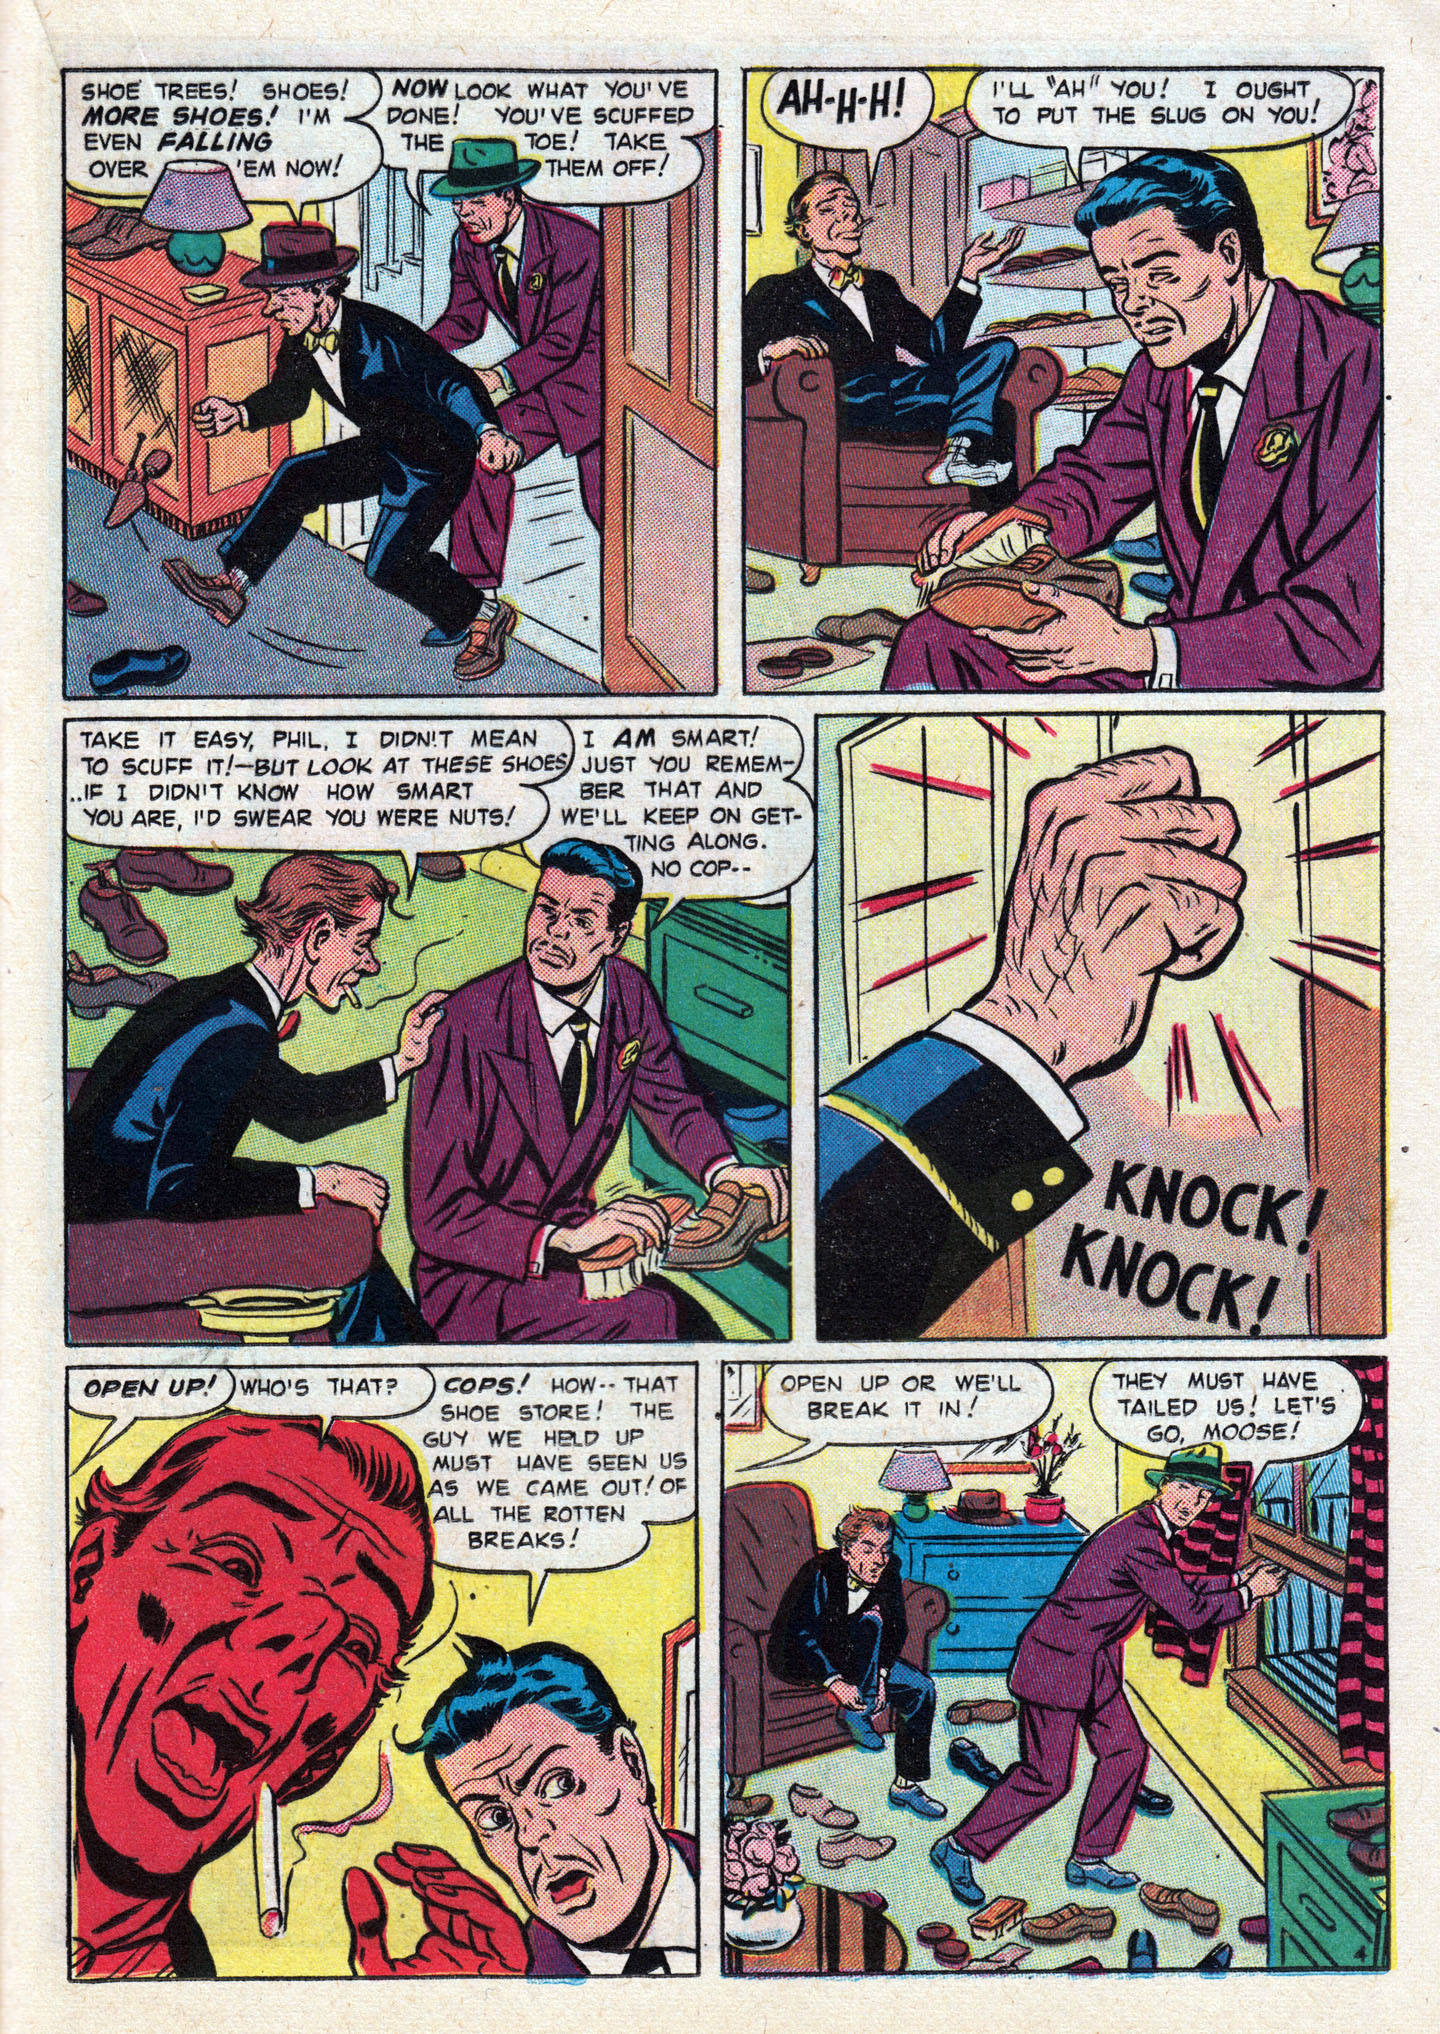 SHOE TREES! SHOES!
MORE SHOES! I'M
EVEN FALLING
OVER 'EM NOW!
NOW LOOK WHAT YOU'VE
DONE! YOU'VE SCUFFED
THE TOE! TAKE
THEM OFF!
AH-H-H!
I'LL "AH" YOU! I OUGHT
TO PUT THE SLUG ON YOU!
TAKE IT EASY, PHIL, I DIDN'T MEAN
TO SCUFF IT!—BUT LOOK AT THESE SHOES
..IF I DIDN'T KNOW HOW SMART
YOU ARE, I'D SWEAR YOU WERE NUTS!
I AM SMART!
JUST YOU REMEM-
BER THAT AND
WE'LL KEEP ON GET-
TING ALONG.
NO COP--
KNOCK!
KNOCK!
OPEN UP!
WHO'S THAT?
COPS! HOW-- THAT
SHOE STORE! THE
GUY WE HELD UP
MUST HAVE SEEN US
AS WE CAME OUT! OF
ALL THE ROTTEN
BREAKS!
OPEN UP OR WE'LL
BREAK IT IN!
THEY MUST HAVE
TAILED US! LET'S
GO, MOOSE!
4